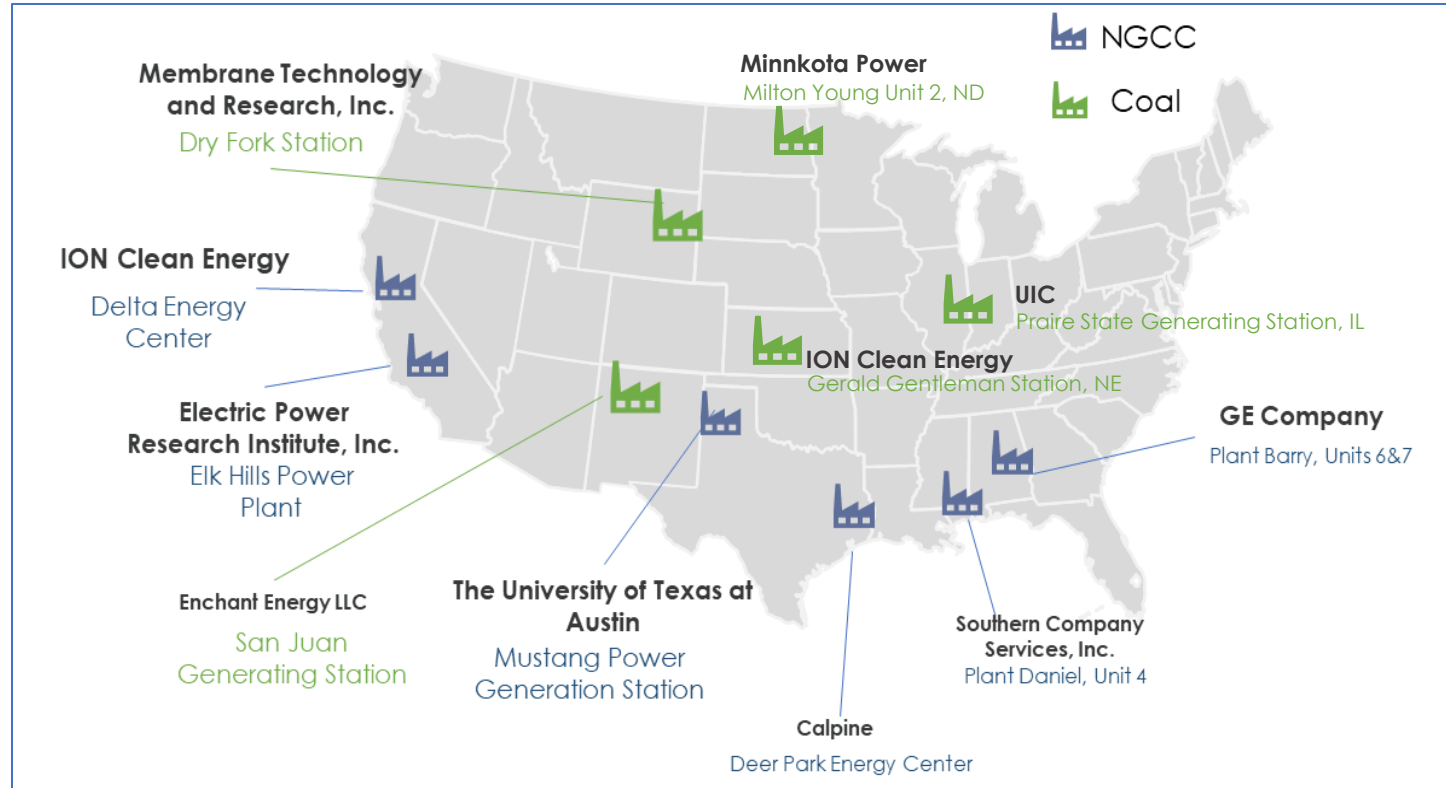 NGCC
Coal
Membrane Technology
and Research, Inc.
Dry Fork Station
Minnkota Power
Milton Young Unit 2, ND
ION Clean Energy
Delta Energy
Center
UIC
Praire State Generating Station, IL
ION Clean Energy
Gerald Gentleman Station, NE
Electric Power
Research Institute, Inc.
Elk Hills Power
Plant
GE Company
Plant Barry, Units 6&7
Enchant Energy LLC
San Juan
Generating Station
The University of Texas at
Austin
Mustang Power
Generation Station
Southern Company
Services, Inc.
Plant Daniel, Unit 4
Calpine
Deer Park Energy Center